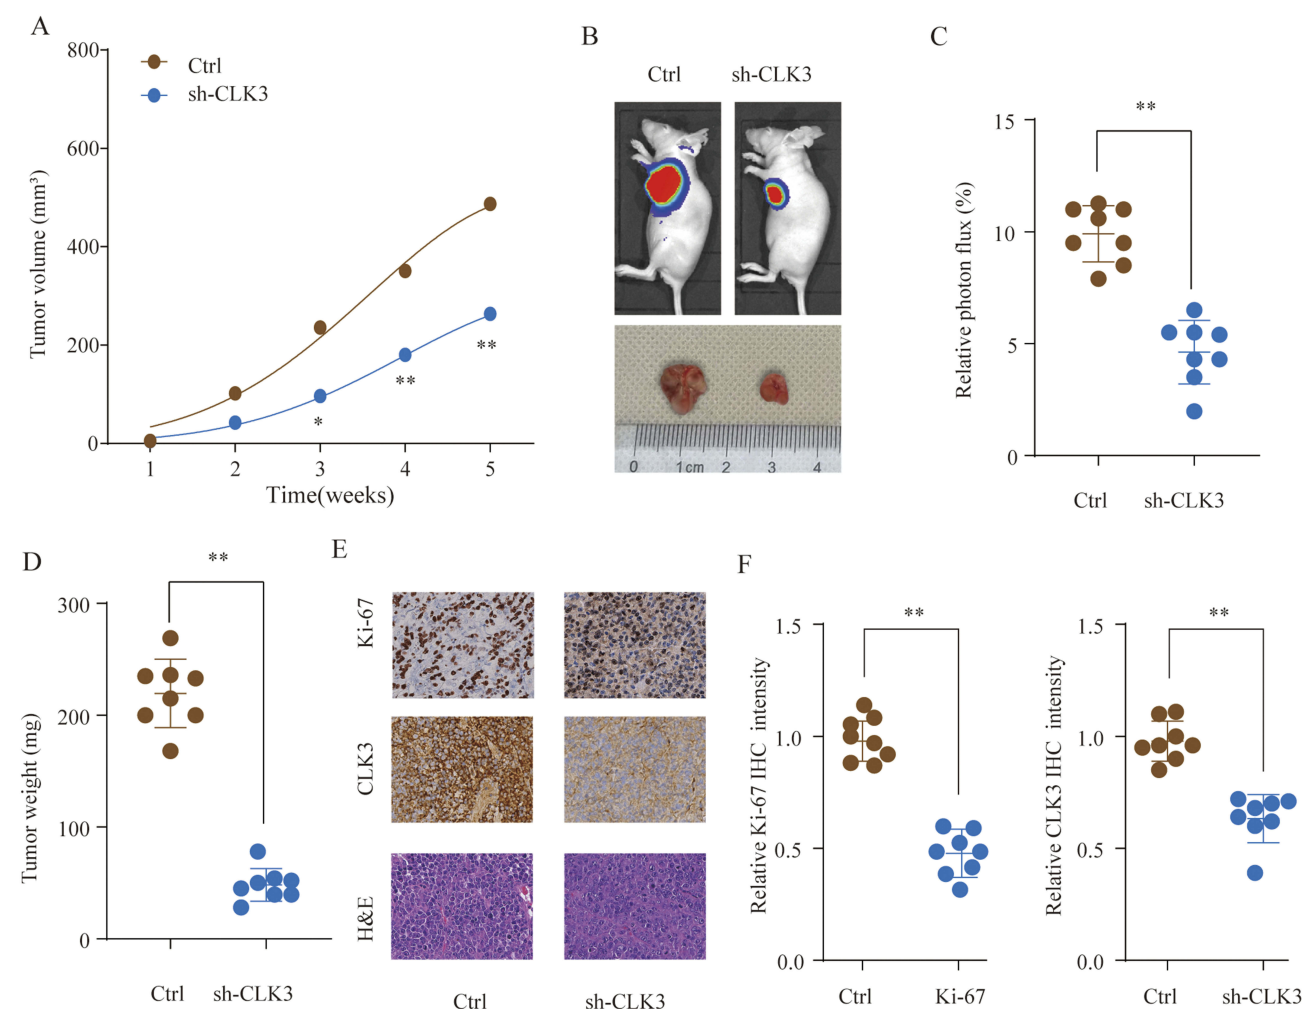 A
800
600
400
200
0
Tumor volume (mm³)
Ctrl
sh-CLK3
*
**
**
1 2 3 4 5
Time(weeks)
B
Ctrl sh-CLK3
0 1cm 2 3 4
C
**
15
10
5
0
Relative photon flux (%)
Ctrl sh-CLK3
D
**
300
200
100
0
Tumor weight (mg)
Ctrl sh-CLK3
E
Ki-67
CLK3
H&E
Ctrl sh-CLK3
F
**
1.5
1.0
0.5
0.0
Relative Ki-67 IHC intensity
Ctrl Ki-67
**
1.5
1.0
0.5
0.0
Relative CLK3 IHC intensity
Ctrl sh-CLK3